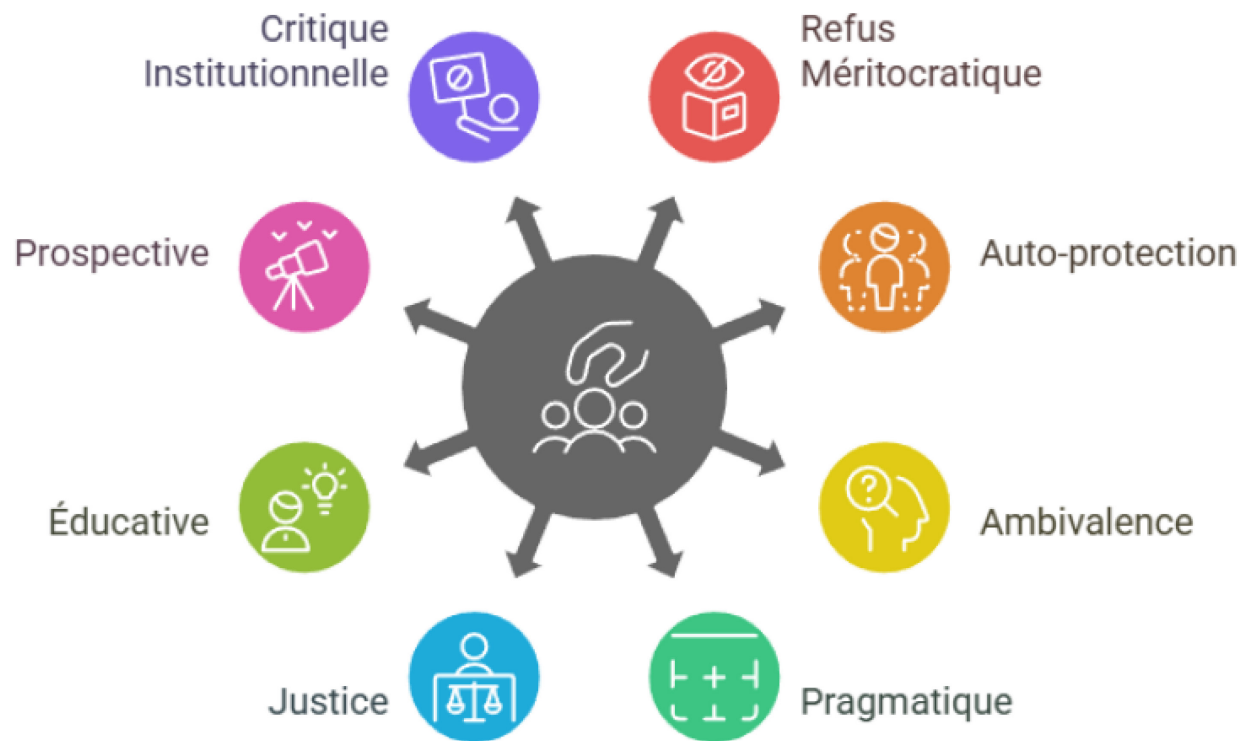 Critique
Institutionnelle
Refus
Méritocratique
Prospective
Auto-protection
Éducative
Ambivalence
Justice
Pragmatique